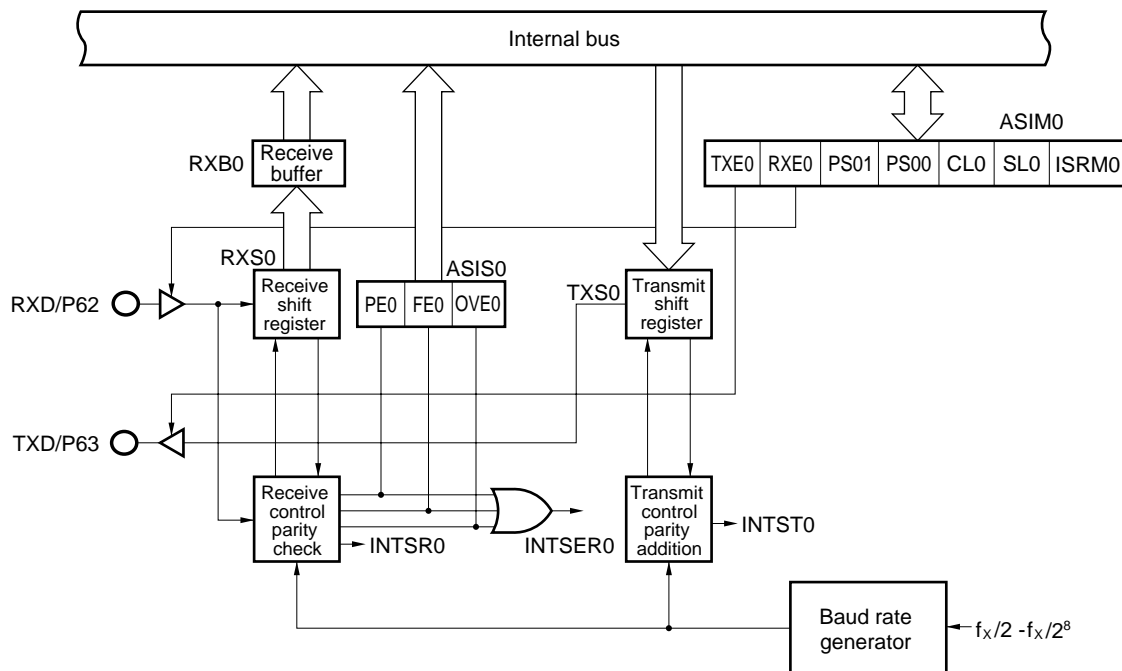 Internal bus
ASIM0
TXE0 RXE0 PS01 PS00 CL0 SL0 ISRM0
RXB0
Receive
buffer
RXS0
Receive
shift
register
ASIS0
PE0 FE0 OVE0
TXS0
Transmit
shift
register
RXD/P62
TXD/P63
Receive
control
parity
check
INTSR0
INTSER0
Transmit
control
parity
addition
INTST0
Baud rate
generator
fX/2 -fX/2⁸